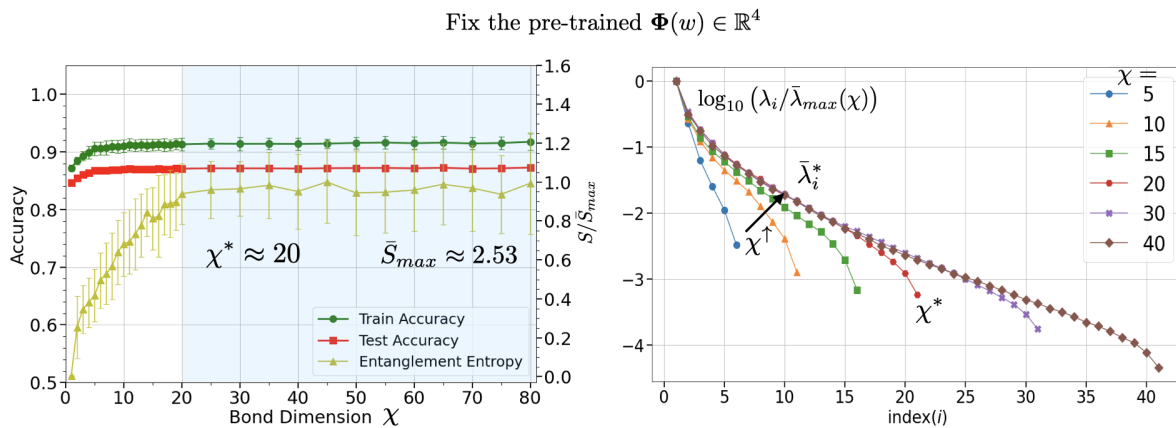 Fix the pre-trained Φ(w) ∈ ℝ⁴
Accuracy
1.0
0.9
0.8
0.7
0.6
0.5
χ* ≈ 20
S̄max ≈ 2.53
Train Accuracy
Test Accuracy
Entanglement Entropy
0 10 20 30 40 50 60 70 80
Bond Dimension χ
1.6
1.4
1.2
1.0
0.8
0.6
0.4
0.2
0.0
S/S̄max
0
−1
−2
−3
−4
log₁₀ (λᵢ/λ̄max(χ))
λ̄ᵢ*
χ↑
χ*
χ =
5
10
15
20
30
40
0 5 10 15 20 25 30 35 40
index(i)